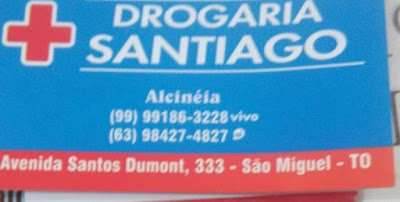 DROGARIA
SANTIAGO
Alcinéia
(99) 99186-3228 vivo
(63) 98427-4827
Avenida Santos Dumont, 333 - São Miguel - TO